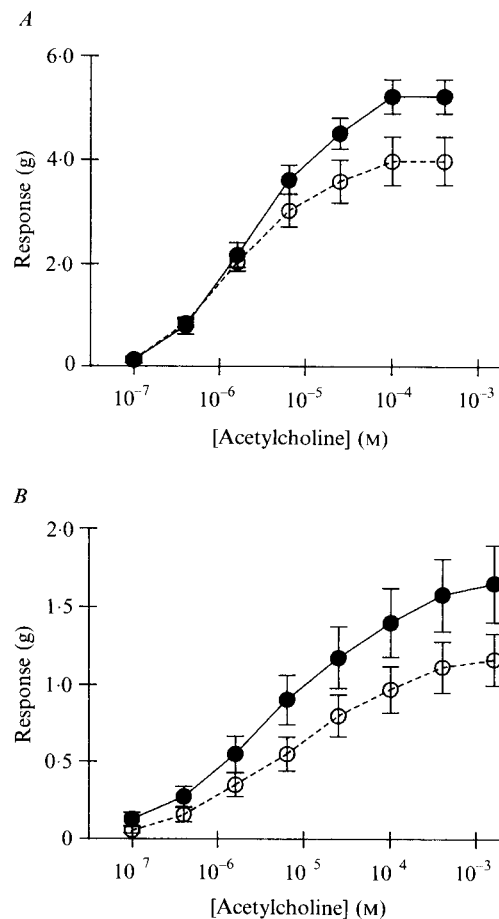 A
6·0
4·0
2·0
0
Response (g)
10⁻⁷ 10⁻⁶ 10⁻⁵ 10⁻⁴ 10⁻³
[Acetylcholine] (M)
B
2·0
1·5
1·0
0·5
0
Response (g)
10⁻⁷ 10⁻⁶ 10⁻⁵ 10⁻⁴ 10⁻³
[Acetylcholine] (M)